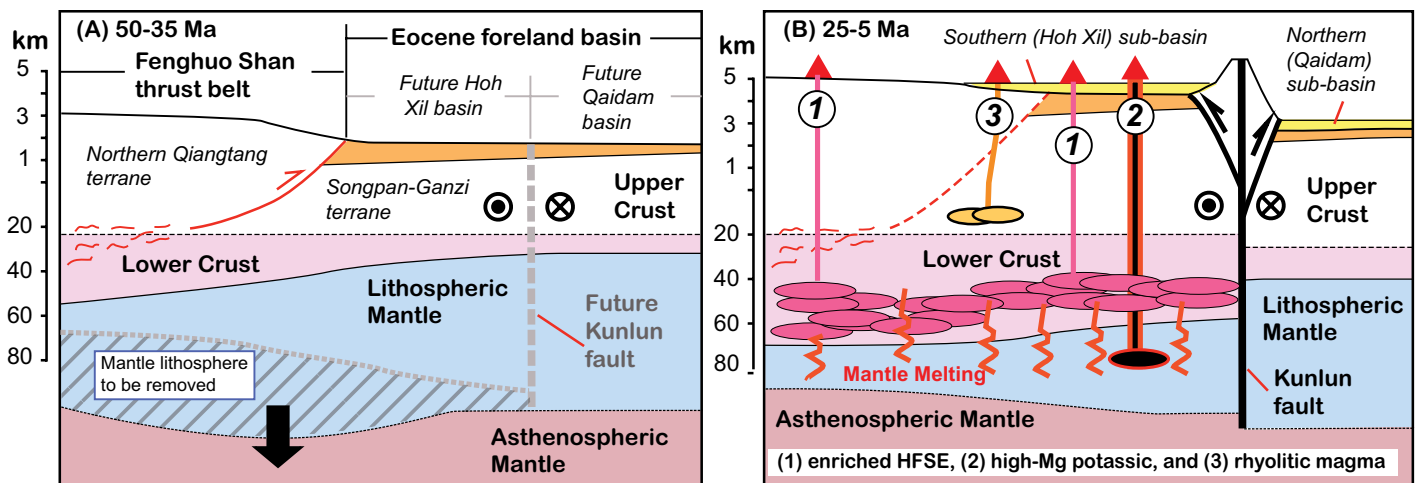 (A) 50-35 Ma
km
5
3
1
20
40
60
80
Eocene foreland basin
Fenghuo Shan
thrust belt
Future Hoh
Xil basin
Future
Qaidam
basin
Northern Qiangtang
terrane
Songpan-Ganzi
terrane
Upper
Crust
Lower Crust
Lithospheric
Mantle
Future
Kunlun
fault
Mantle lithosphere
to be removed
Asthenospheric
Mantle
(B) 25-5 Ma
km
5
3
1
20
40
60
80
Southern (Hoh Xil) sub-basin
Northern
(Qaidam)
sub-basin
1
3
1
2
Upper
Crust
Lower Crust
Lithospheric
Mantle
Mantle Melting
Kunlun
fault
Asthenospheric Mantle
(1) enriched HFSE, (2) high-Mg potassic, and (3) rhyolitic magma